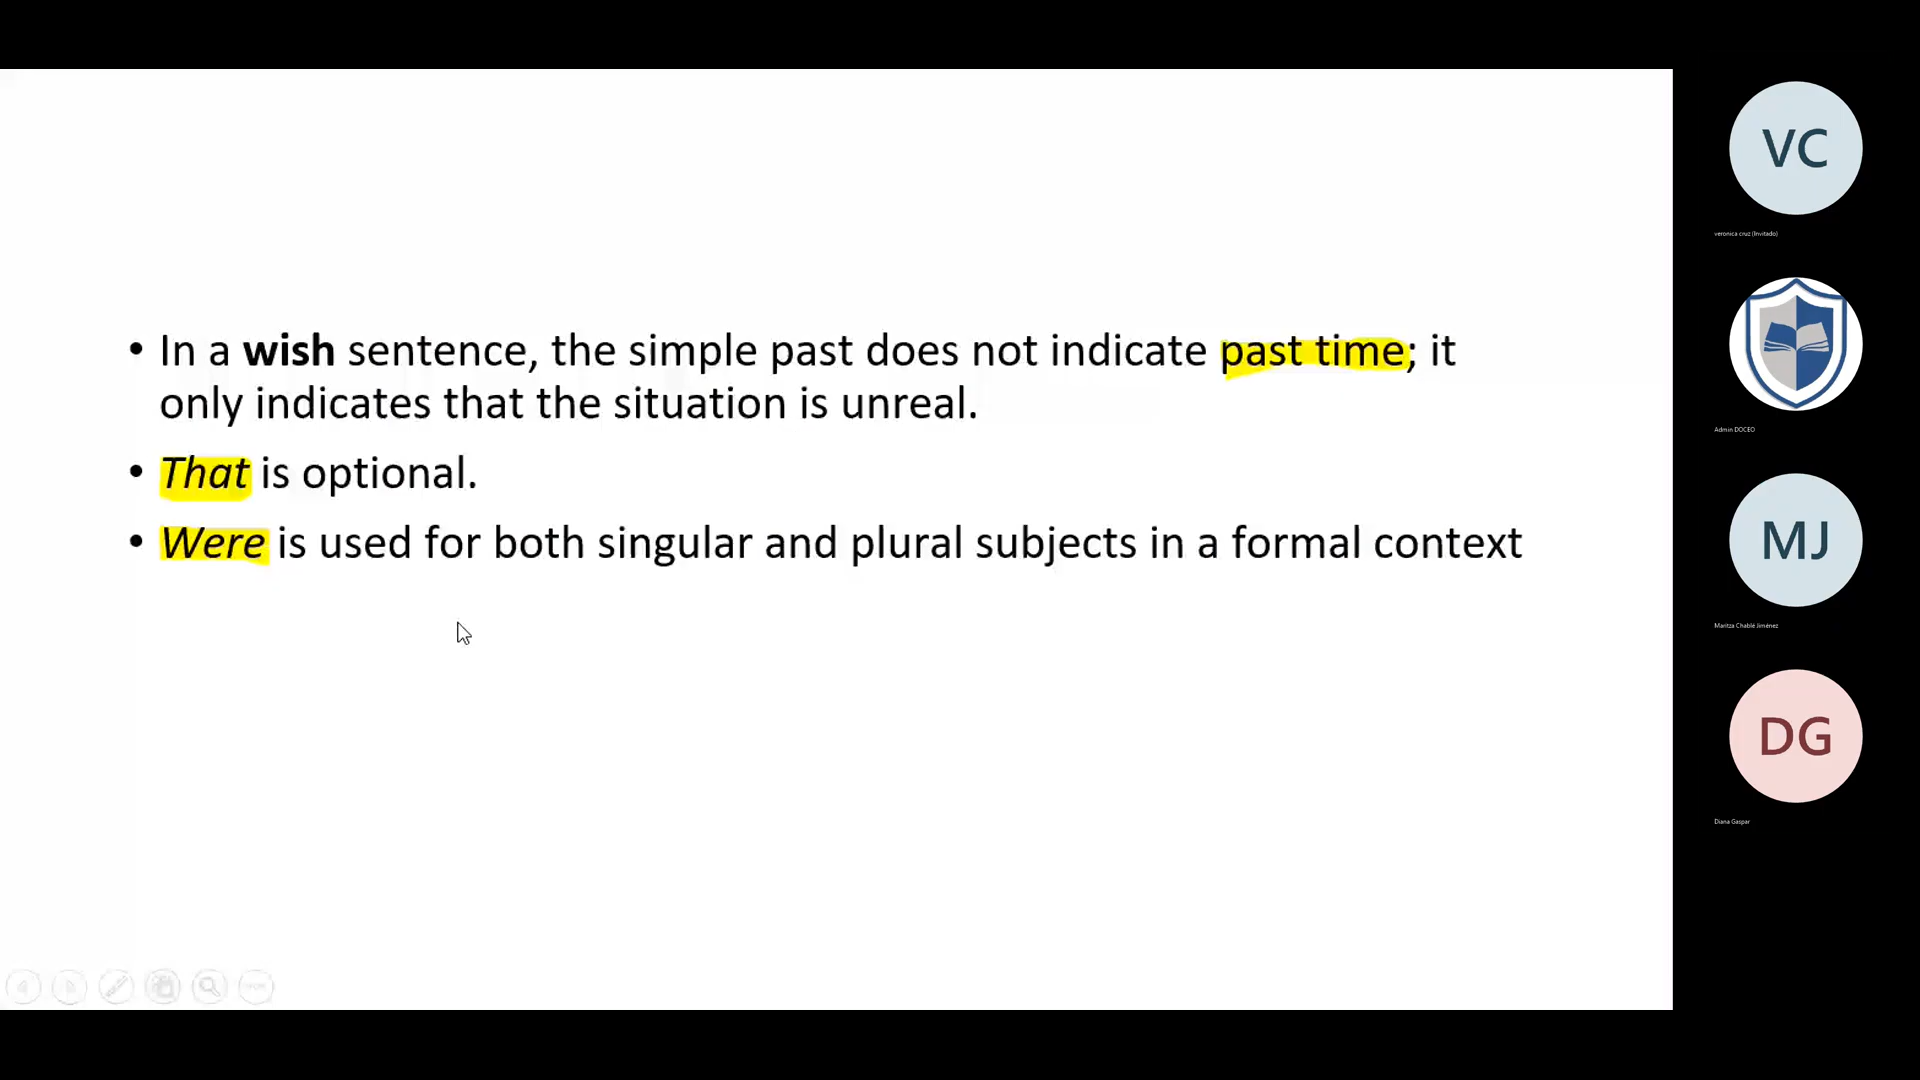 • In a wish sentence, the simple past does not indicate past time; it
only indicates that the situation is unreal.
• That is optional.
• Were is used for both singular and plural subjects in a formal context
VC
veronica cruz (Invitado)
Admin DOCEO
MJ
Maritza Chablé Jiménez
DG
Diana Gaspar